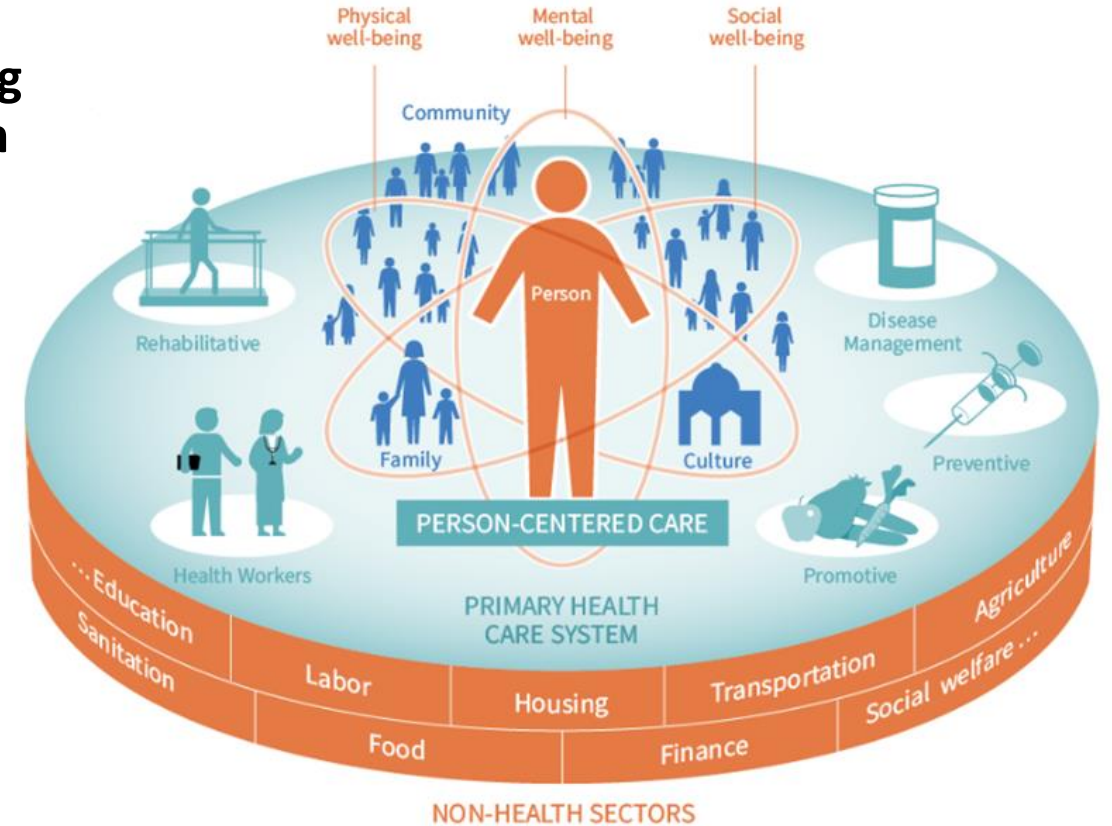 g
n
Physical
well-being
Mental
well-being
Social
well-being
Community
Person
Rehabilitative
Disease
Management
Family
Culture
Preventive
PERSON-CENTERED CARE
Health Workers
Promotive
PRIMARY HEALTH
CARE SYSTEM
...Education
Labor
Housing
Transportation
Agriculture
Sanitation
Food
Finance
Social welfare...
NON-HEALTH SECTORS